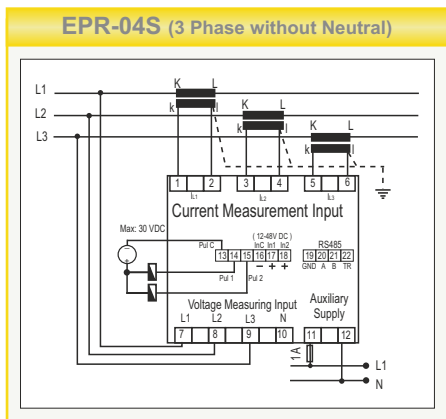 EPR-04S (3 Phase without Neutral)
L1
K L
L2
k l
K L
L3
k l
K L
k l
1 2 3 4 5 6
IL1 IL2 IL3
Current Measurement Input
Max: 30 VDC
( 12-48V DC )
Pul C
InC In1 In2
RS485
13 14 15 16 17 18
19 20 21 22
Pul 1
Pul 2
− + +
GND A B TR
Voltage Measuring Input
Auxiliary
Supply
L1 L2 L3 N
7 8 9 10 11 12
1A
L1
N